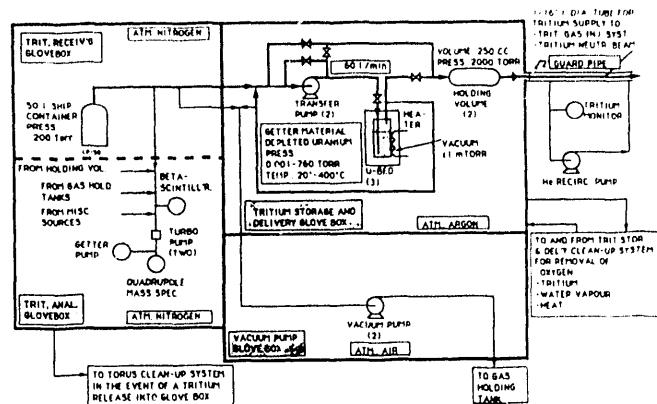 TRIT. RECEIV'G
GLOVEBOX
ATM. NITROGEN
50 l SHIP
CONTAINER
PRESS
200 Torr
FROM HOLDING VOL
FROM GAS HOLD
TANKS
FROM MISC
SOURCES
BETA-
SCINTILL'R.
TURBO
PUMP
(TWO)
GETTER
PUMP
QUADRUPOLE
MASS SPEC
TRIT. ANAL.
GLOVEBOX
ATM. NITROGEN
TO TORUS CLEAN-UP SYSTEM
IN THE EVENT OF A TRITIUM
RELEASE INTO GLOVE BOX
60 l/min
TRANSFER
PUMP (2)
GETTER MATERIAL
DEPLETED URANIUM
PRESS
0.001-760 TORR
TEMP. 20°-400°C
HEA-
TER
VACUUM
U-BED
(3)
VOLUME 250 CC
PRESS. 2000 TORR
HOLDING
VOLUME
(2)
TRITIUM STORAGE AND
DELIVERY GLOVE BOX
ATM. ARGON
VACUUM PUMP
(2)
VACUUM PUMP
GLOVE BOX
ATM. AIR
TO GAS
HOLDING
TANK
DIA. TUBE FOR
TRITIUM SUPPLY TO
-TRIT. GAS INJ SYST
-TRITIUM NEUTR. BEAM
GUARD PIPE
TRITIUM
MONITOR
He RECIRC PUMP
TO AND FROM TRIT STOR
& DEL'Y CLEAN-UP SYSTEM
FOR REMOVAL OF
OXYGEN
-TRITIUM
-WATER VAPOUR
-HEAT